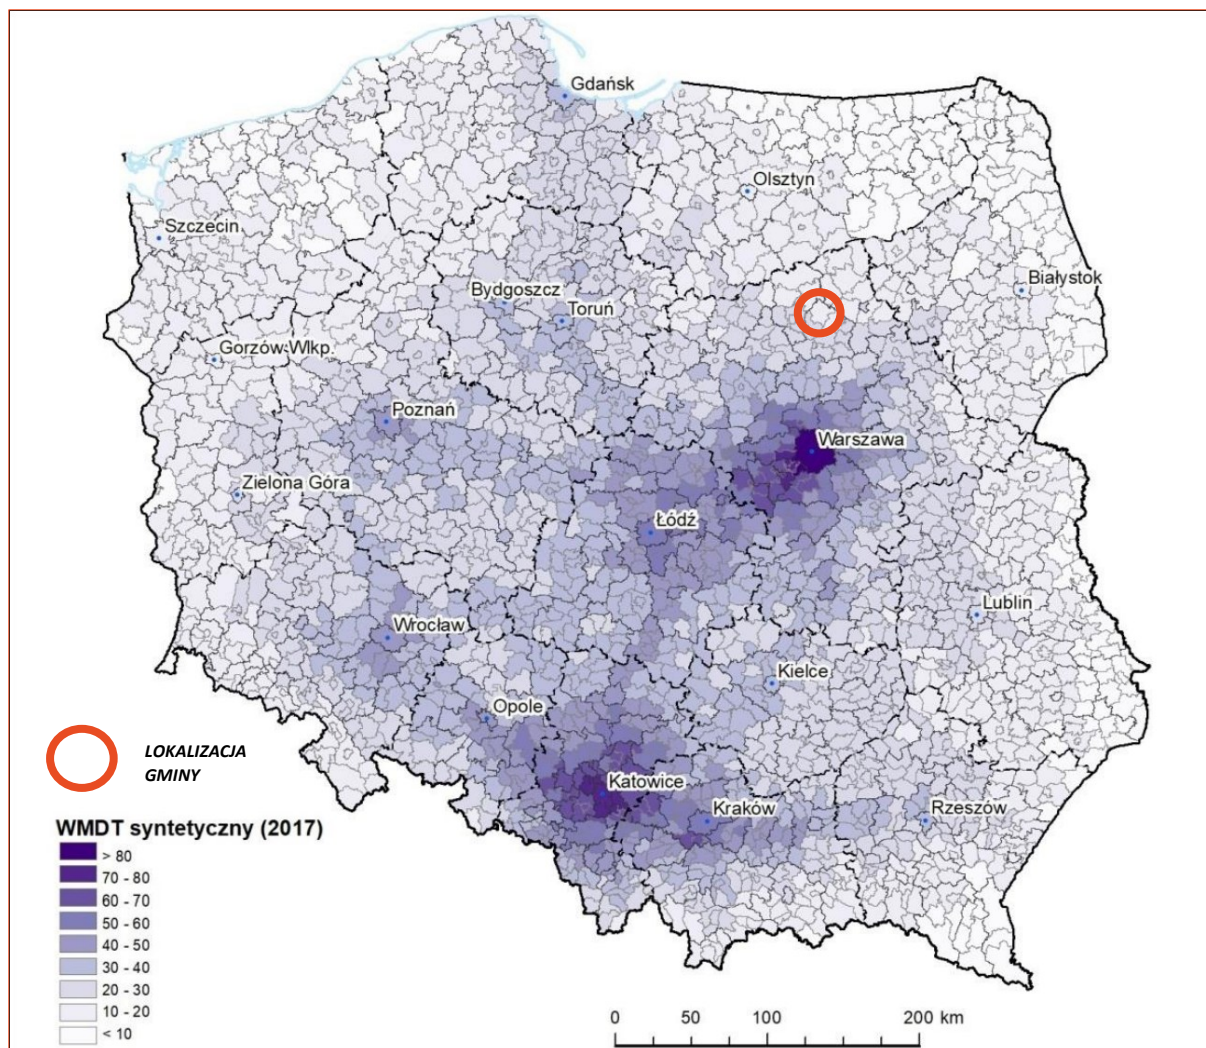 Gdańsk
Olsztyn
Szczecin
Białystok
Bydgoszcz
Toruń
Gorzów Wlkp.
Poznań
Warszawa
Zielona Góra
Łódź
Lublin
Wrocław
Kielce
Opole
LOKALIZACJA
GMINY
Katowice
Kraków
Rzeszów
WMDT syntetyczny (2017)
> 80
70 - 80
60 - 70
50 - 60
40 - 50
30 - 40
20 - 30
10 - 20
< 10
0 50 100 200 km